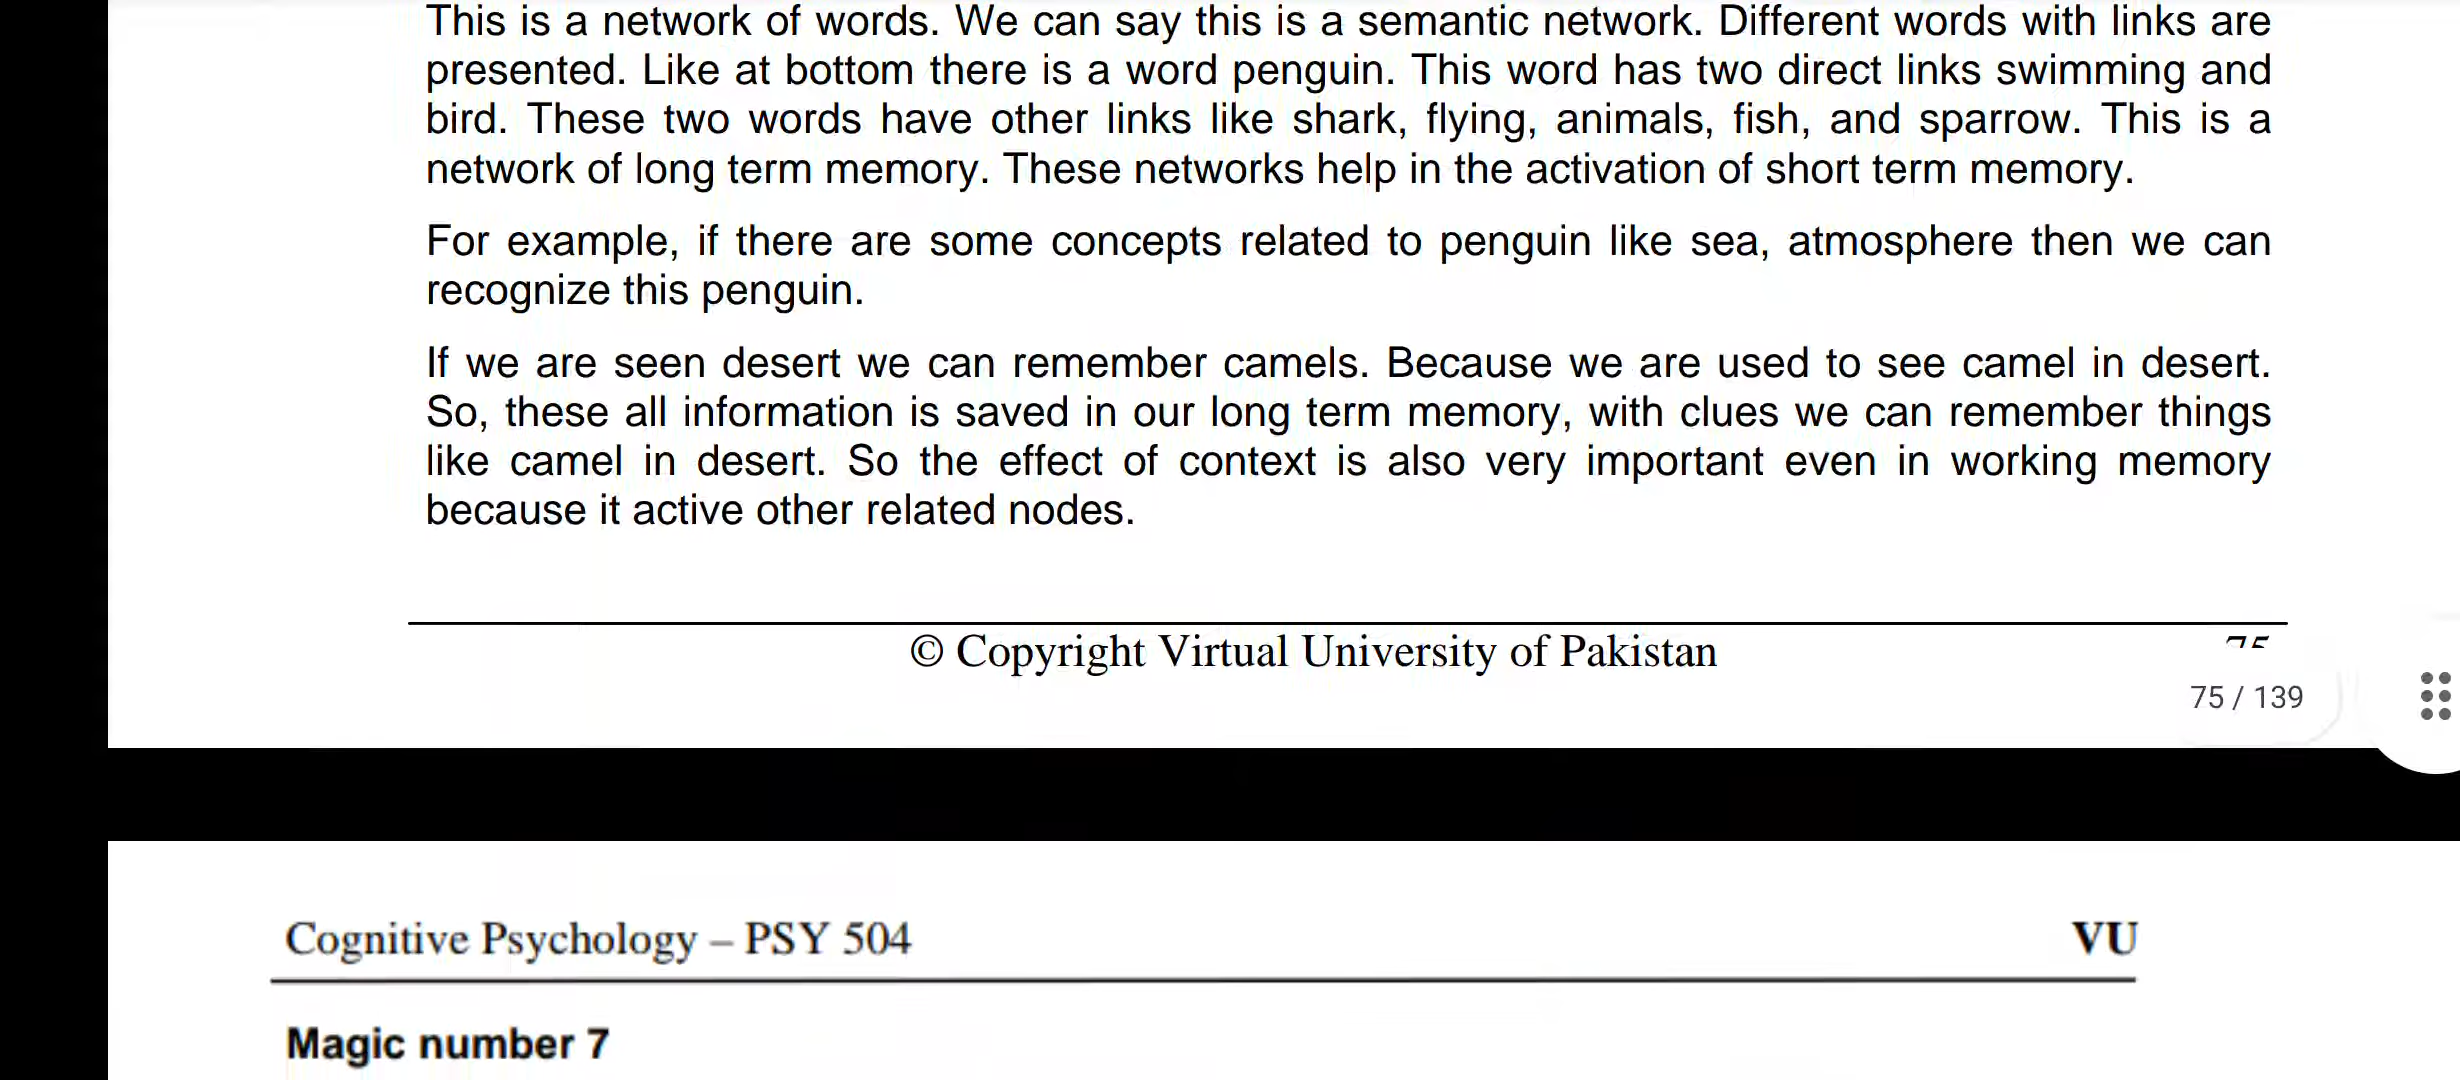 This is a network of words. We can say this is a semantic network. Different words with links are
presented. Like at bottom there is a word penguin. This word has two direct links swimming and
bird. These two words have other links like shark, flying, animals, fish, and sparrow. This is a
network of long term memory. These networks help in the activation of short term memory.
For example, if there are some concepts related to penguin like sea, atmosphere then we can
recognize this penguin.
If we are seen desert we can remember camels. Because we are used to see camel in desert.
So, these all information is saved in our long term memory, with clues we can remember things
like camel in desert. So the effect of context is also very important even in working memory
because it active other related nodes.
© Copyright Virtual University of Pakistan
75 / 139
Cognitive Psychology – PSY 504 VU
Magic number 7